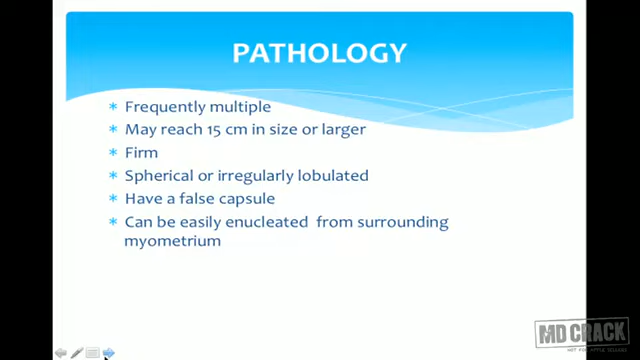 PATHOLOGY
* Frequently multiple
* May reach 15 cm in size or larger
* Firm
* Spherical or irregularly lobulated
* Have a false capsule
* Can be easily enucleated from surrounding
myometrium
MD CRACK